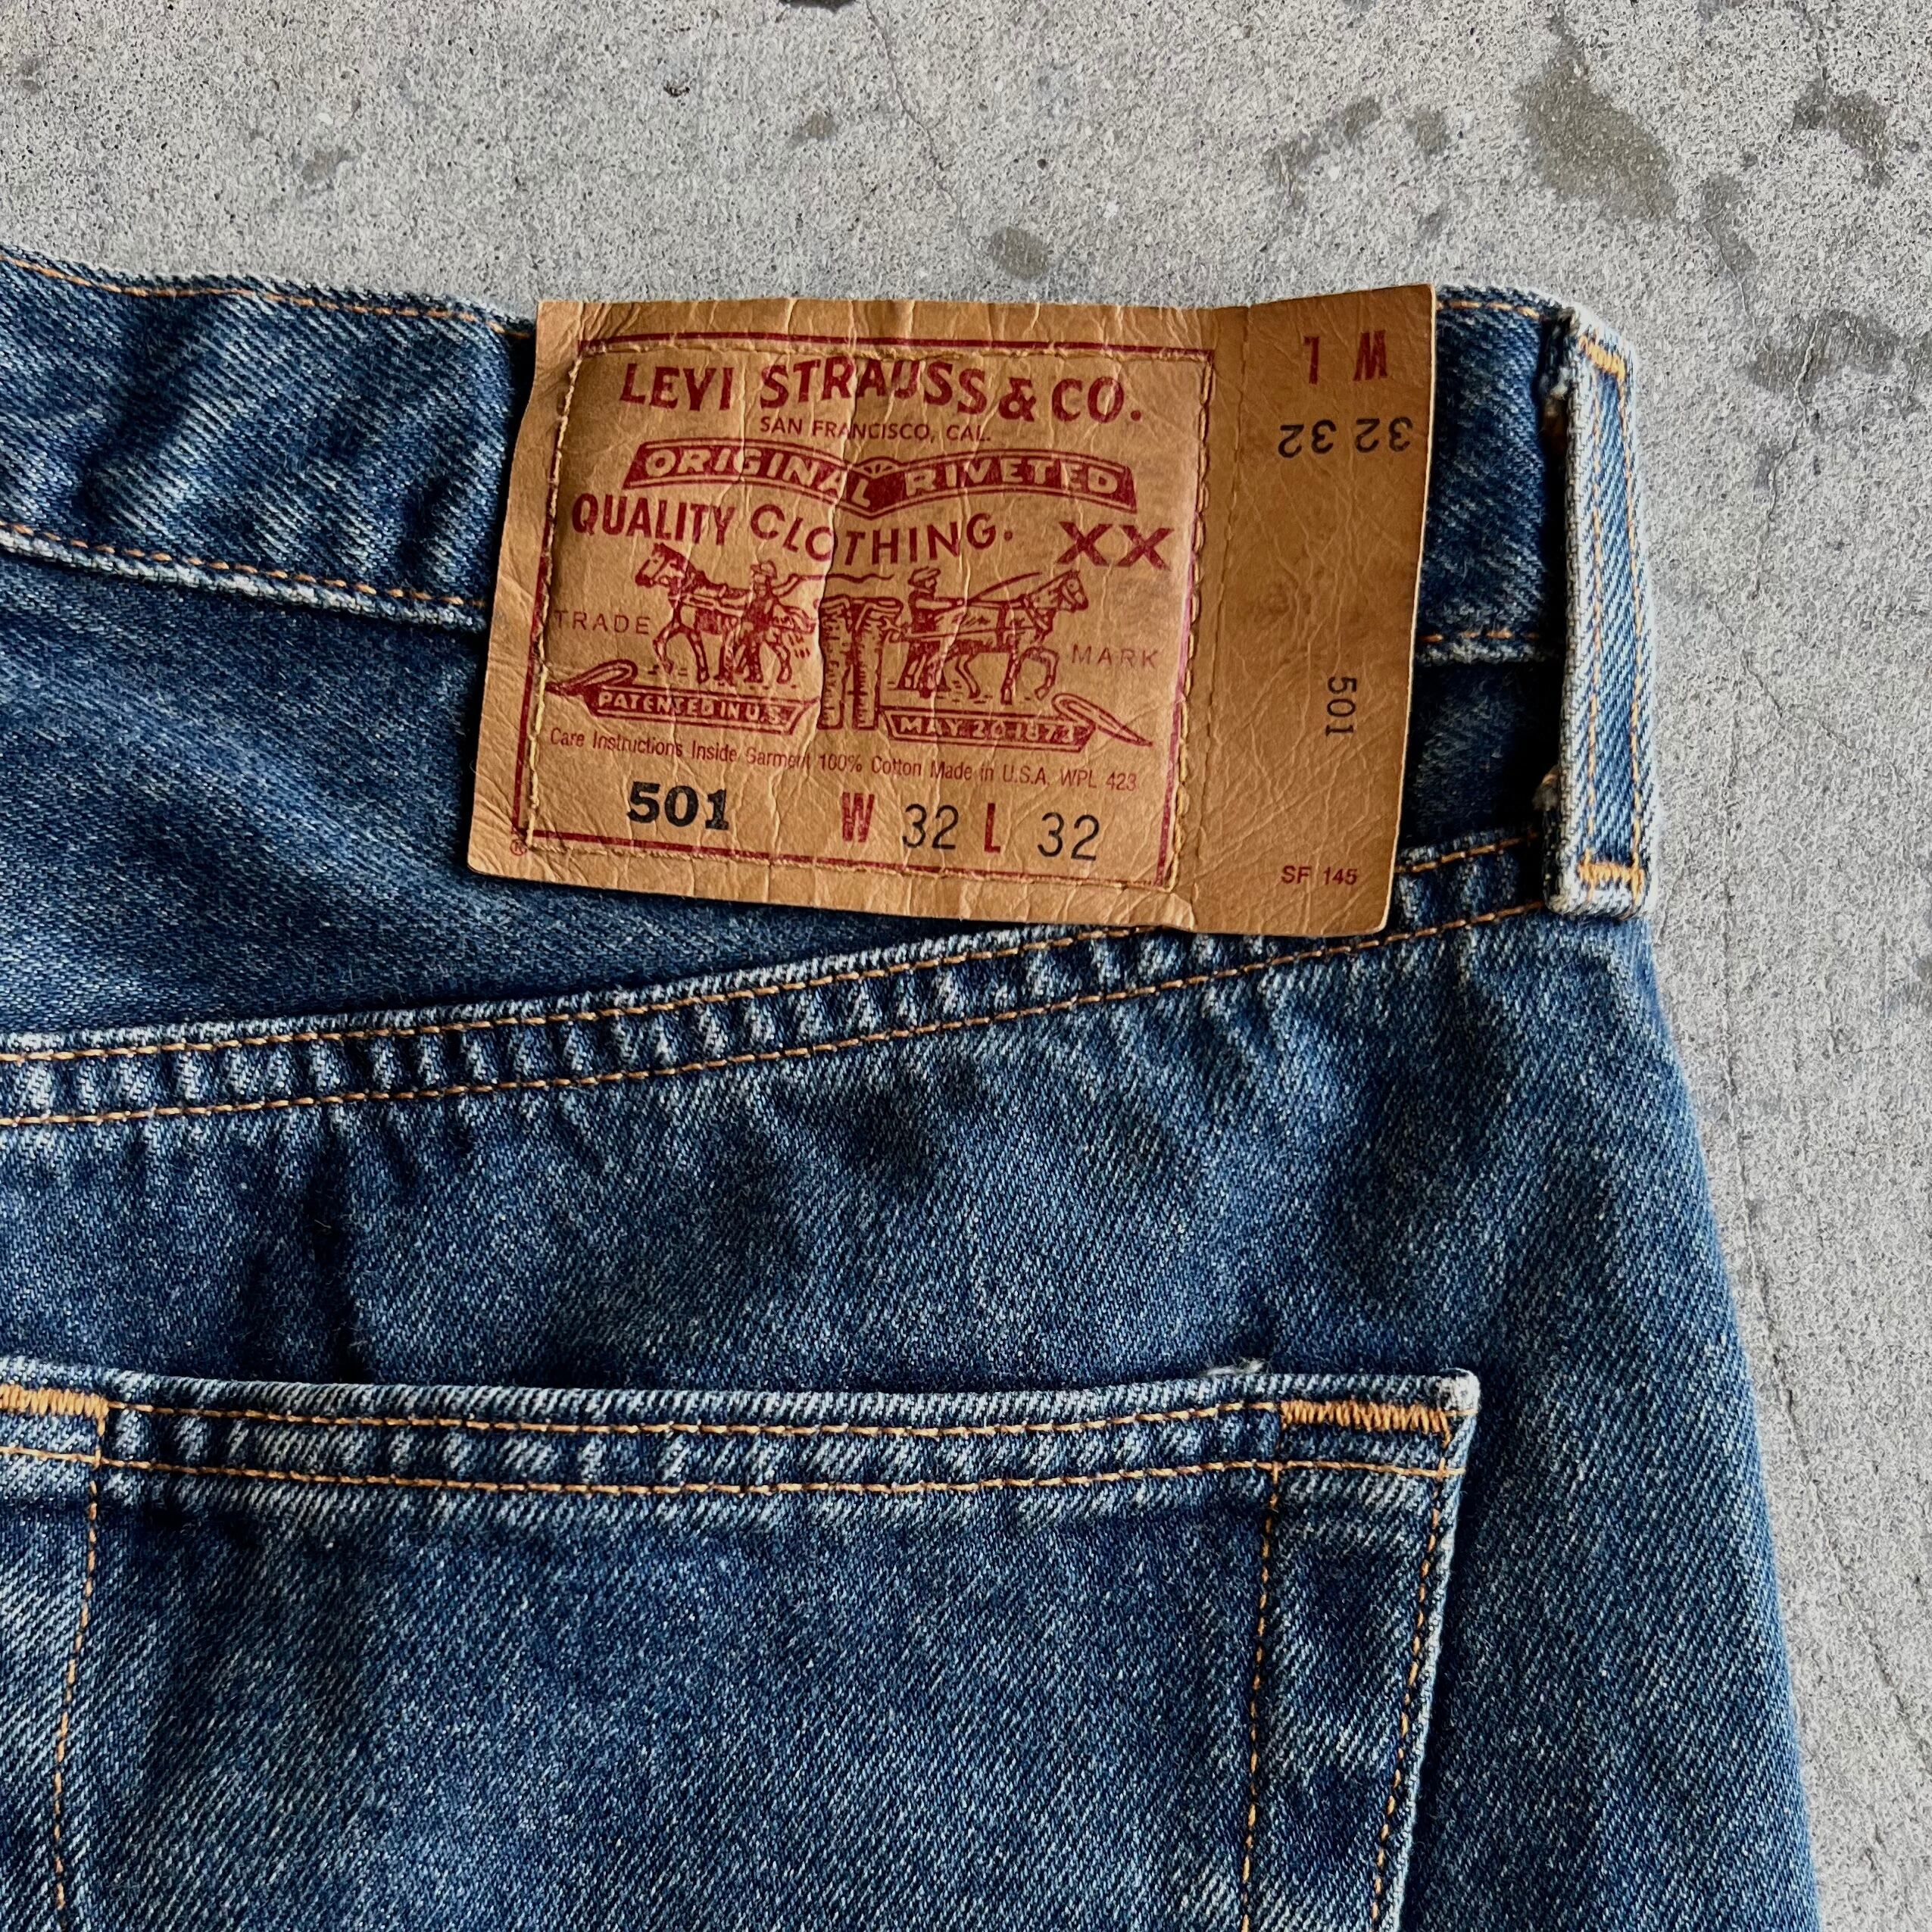 LEVI STRAUSS & CO.
SAN FRANCISCO, CAL.
ORIGINAL RIVETED
QUALITY CLOTHING. XX
TRADE MARK
PATENTED IN U.S. MAY 20 1873
Care Instructions Inside Garment 100% Cotton Made in U.S.A. WPL 423
501 W 32 L 32
®
W L
32 32
501
SF 145